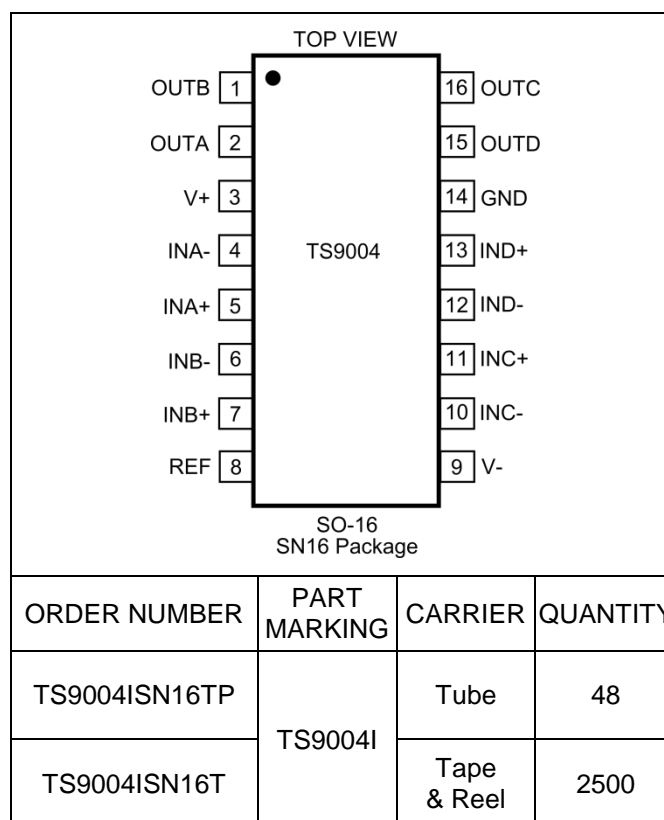 TOP VIEW
OUTB 1
OUTA 2
V+ 3
INA- 4
INA+ 5
INB- 6
INB+ 7
REF 8
TS9004
16 OUTC
15 OUTD
14 GND
13 IND+
12 IND-
11 INC+
10 INC-
9 V-
SO-16
SN16 Package
ORDER NUMBER PART MARKING CARRIER QUANTITY
TS9004ISN16TP TS9004I Tube 48
TS9004ISN16T Tape & Reel 2500